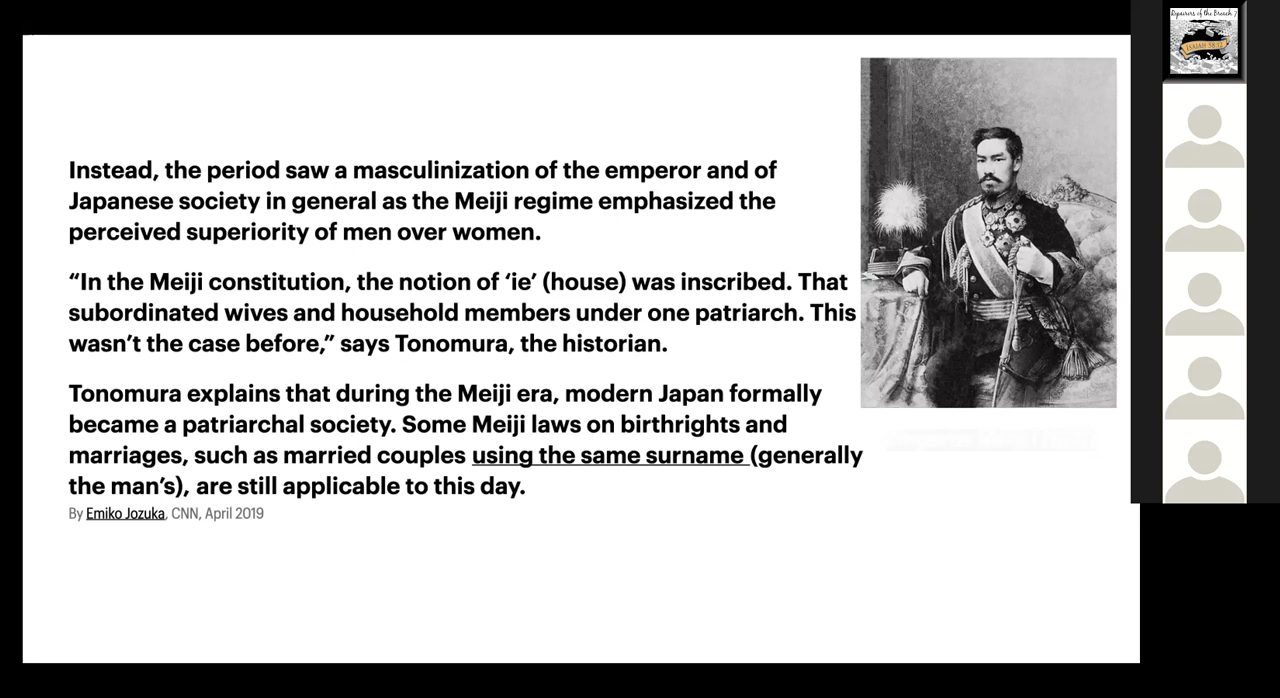 Instead, the period saw a masculinization of the emperor and of
Japanese society in general as the Meiji regime emphasized the
perceived superiority of men over women.
“In the Meiji constitution, the notion of ‘ie’ (house) was inscribed. That
subordinated wives and household members under one patriarch. This
wasn’t the case before,” says Tonomura, the historian.
Tonomura explains that during the Meiji era, modern Japan formally
became a patriarchal society. Some Meiji laws on birthrights and
marriages, such as married couples using the same surname (generally
the man’s), are still applicable to this day.
By Emiko Jozuka, CNN, April 2019
Repairers of the Breach 7
ISAIAH 58:12